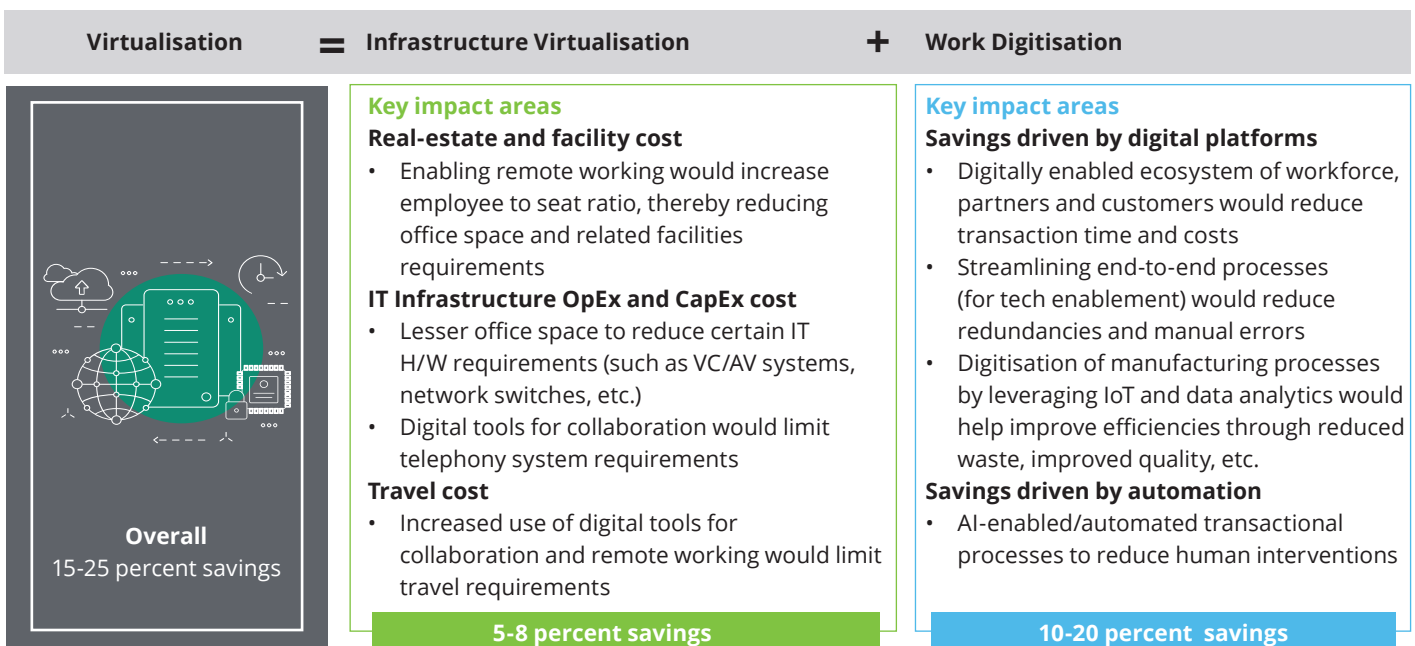 Virtualisation = Infrastructure Virtualisation + Work Digitisation
Overall
15-25 percent savings
Key impact areas
Real-estate and facility cost
• Enabling remote working would increase
employee to seat ratio, thereby reducing
office space and related facilities
requirements
IT Infrastructure OpEx and CapEx cost
• Lesser office space to reduce certain IT
H/W requirements (such as VC/AV systems,
network switches, etc.)
• Digital tools for collaboration would limit
telephony system requirements
Travel cost
• Increased use of digital tools for
collaboration and remote working would limit
travel requirements
5-8 percent savings
Key impact areas
Savings driven by digital platforms
• Digitally enabled ecosystem of workforce,
partners and customers would reduce
transaction time and costs
• Streamlining end-to-end processes
(for tech enablement) would reduce
redundancies and manual errors
• Digitisation of manufacturing processes
by leveraging IoT and data analytics would
help improve efficiencies through reduced
waste, improved quality, etc.
Savings driven by automation
• AI-enabled/automated transactional
processes to reduce human interventions
10-20 percent savings